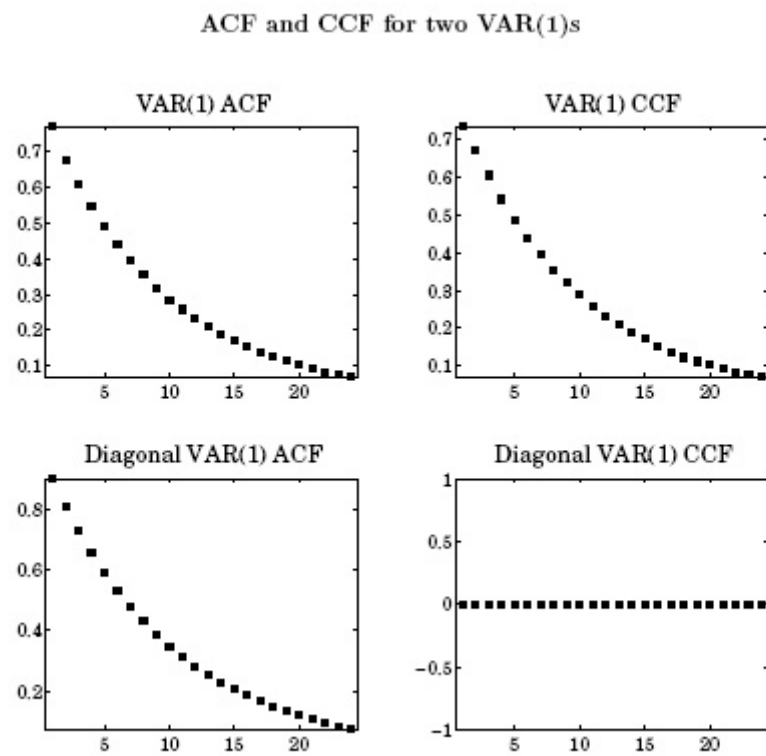 ACF and CCF for two VAR(1)s
VAR(1) ACF
0.7
0.6
0.5
0.4
0.3
0.2
0.1
5 10 15 20
VAR(1) CCF
0.7
0.6
0.5
0.4
0.3
0.2
0.1
5 10 15 20
Diagonal VAR(1) ACF
0.8
0.6
0.4
0.2
5 10 15 20
Diagonal VAR(1) CCF
1
0.5
0
−0.5
−1
5 10 15 20